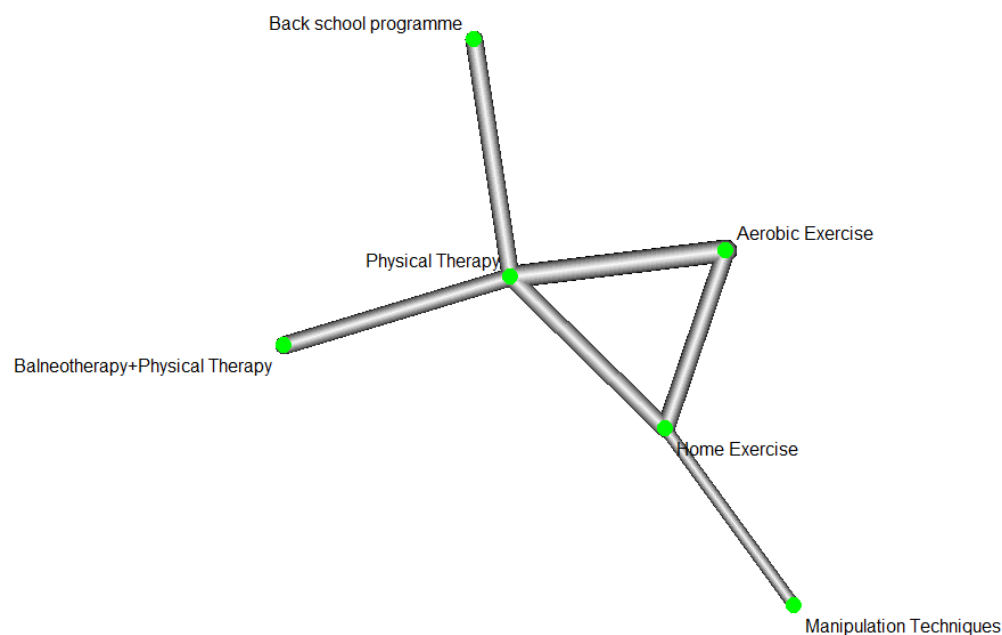 Back school programme
Aerobic Exercise
Physical Therapy
Balneotherapy+Physical Therapy
Home Exercise
Manipulation Techniques